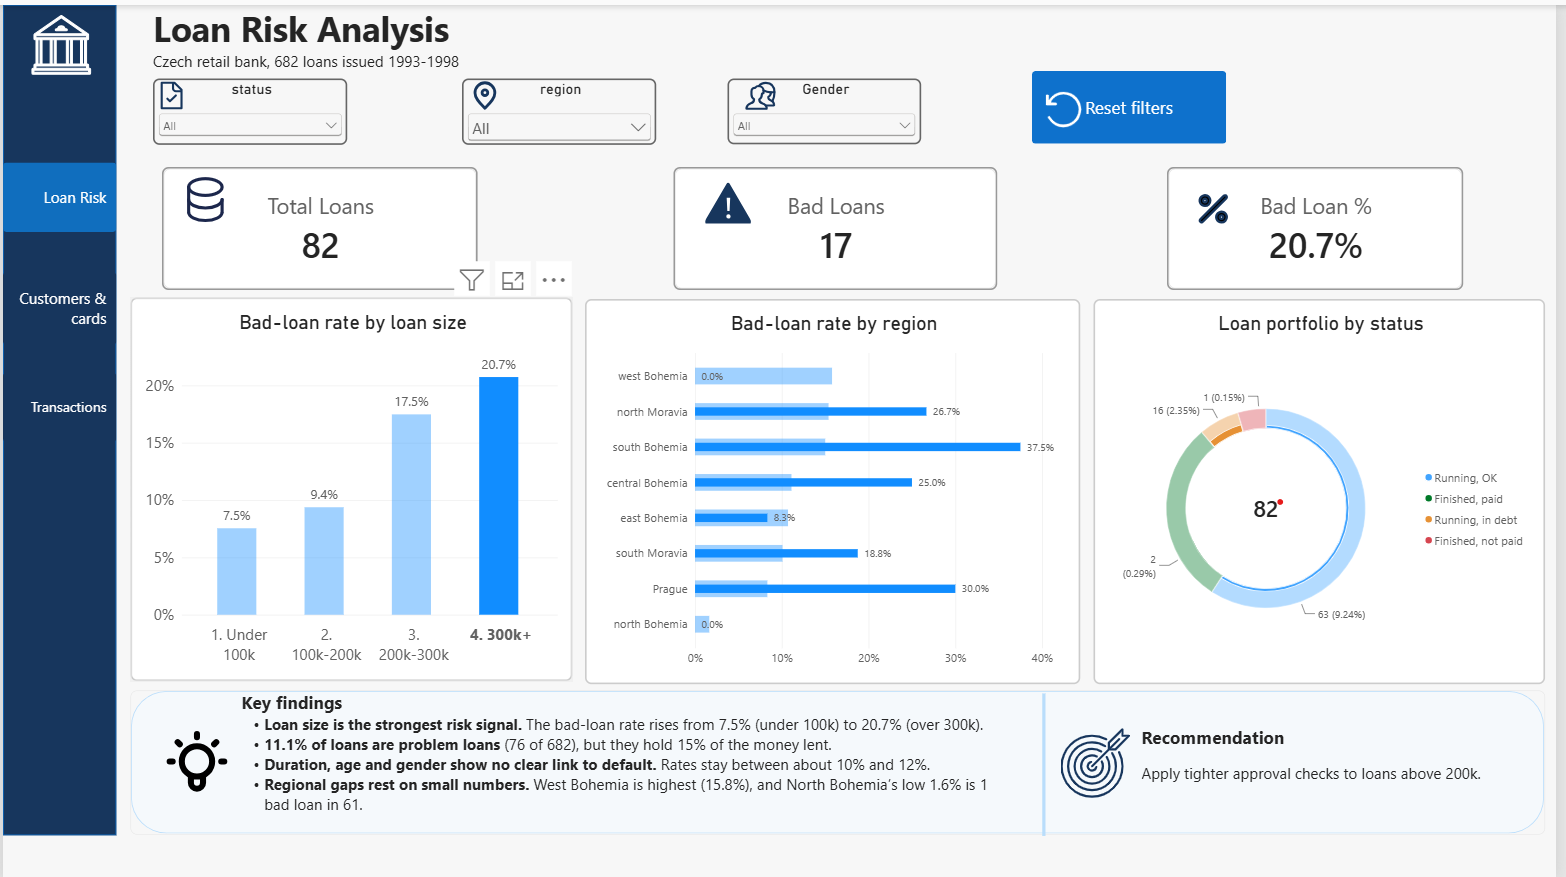 Loan Risk Analysis
Czech retail bank, 682 loans issued 1993-1998
status
All
region
All
Gender
All
Reset filters
Loan Risk
Customers &
cards
Transactions
Total Loans
82
Bad Loans
17
Bad Loan %
20.7%
Bad-loan rate by loan size
20%
15%
10%
5%
0%
7.5%
9.4%
17.5%
20.7%
1. Under
100k
2.
100k-200k
3.
200k-300k
4. 300k+
Bad-loan rate by region
west Bohemia 0.0%
north Moravia 26.7%
south Bohemia 37.5%
central Bohemia 25.0%
east Bohemia 8.3%
south Moravia 18.8%
Prague 30.0%
north Bohemia 0.0%
0% 10% 20% 30% 40%
Loan portfolio by status
1 (0.15%)
16 (2.35%)
2
(0.29%)
63 (9.24%)
82
Running, OK
Finished, paid
Running, in debt
Finished, not paid
Key findings
• Loan size is the strongest risk signal. The bad-loan rate rises from 7.5% (under 100k) to 20.7% (over 300k).
• 11.1% of loans are problem loans (76 of 682), but they hold 15% of the money lent.
• Duration, age and gender show no clear link to default. Rates stay between about 10% and 12%.
• Regional gaps rest on small numbers. West Bohemia is highest (15.8%), and North Bohemia’s low 1.6% is 1
bad loan in 61.
Recommendation
Apply tighter approval checks to loans above 200k.